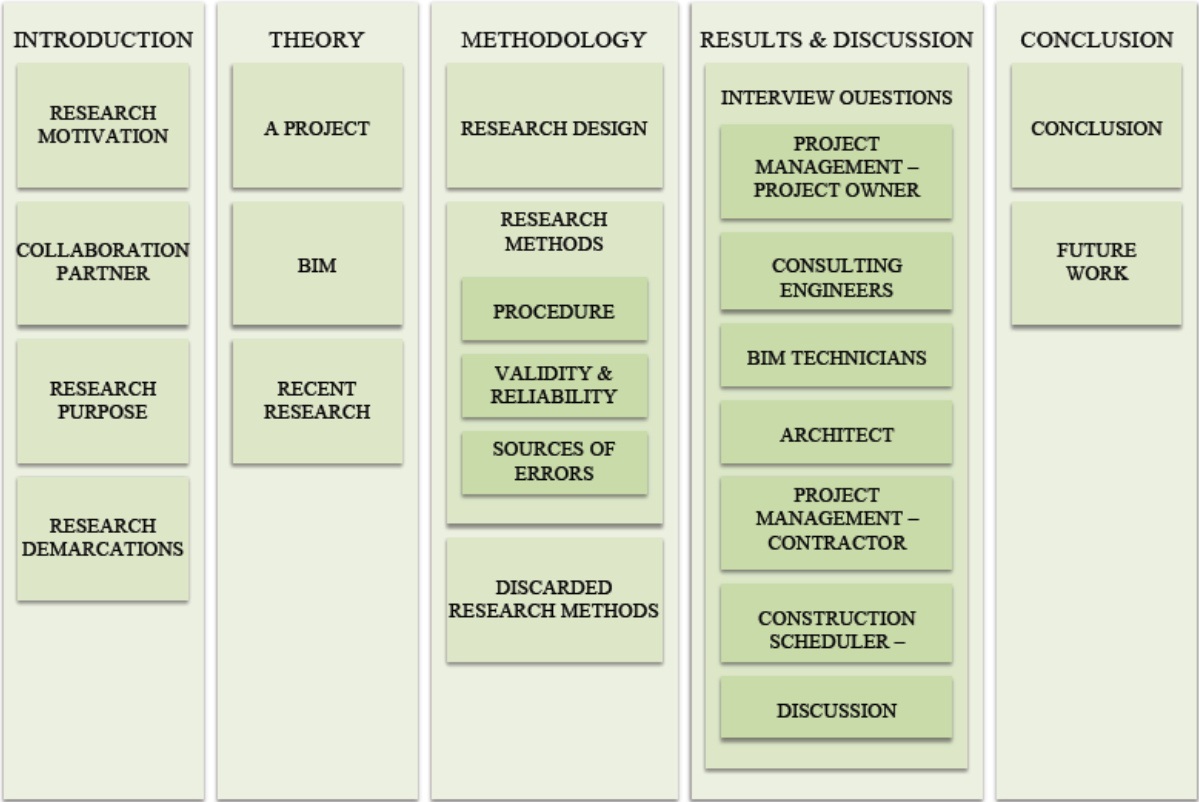 INTRODUCTION
RESEARCH
MOTIVATION
COLLABORATION
PARTNER
RESEARCH
PURPOSE
RESEARCH
DEMARCATIONS
THEORY
A PROJECT
BIM
RECENT
RESEARCH
METHODOLOGY
RESEARCH DESIGN
RESEARCH
METHODS
PROCEDURE
VALIDITY &
RELIABILITY
SOURCES OF
ERRORS
DISCARDED
RESEARCH METHODS
RESULTS & DISCUSSION
INTERVIEW QUESTIONS
PROJECT
MANAGEMENT –
PROJECT OWNER
CONSULTING
ENGINEERS
BIM TECHNICIANS
ARCHITECT
PROJECT
MANAGEMENT –
CONTRACTOR
CONSTRUCTION
SCHEDULER –
DISCUSSION
CONCLUSION
CONCLUSION
FUTURE
WORK